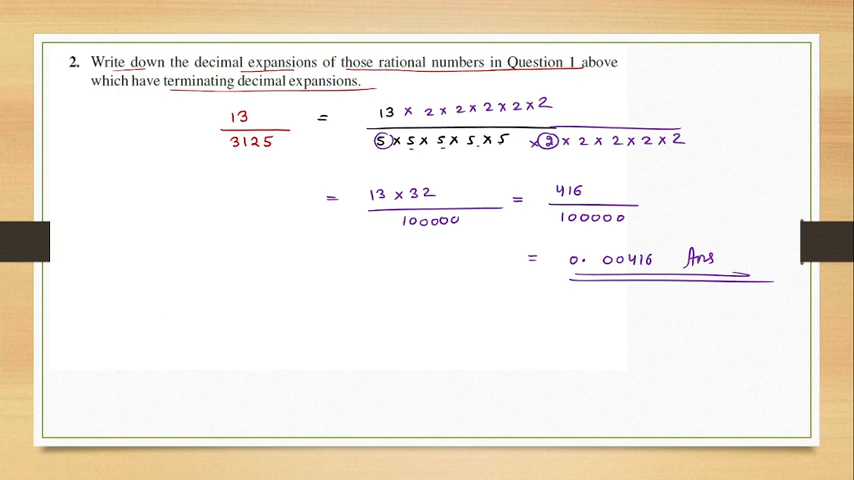 2. Write down the decimal expansions of those rational numbers in Question 1 above
which have terminating decimal expansions.
13/3125 = 13 × 2 × 2 × 2 × 2 × 2 / 5 × 5 × 5 × 5 × 5 × 2 × 2 × 2 × 2 × 2
= 13 × 32 / 100000 = 416 / 100000
= 0.00416 Ans